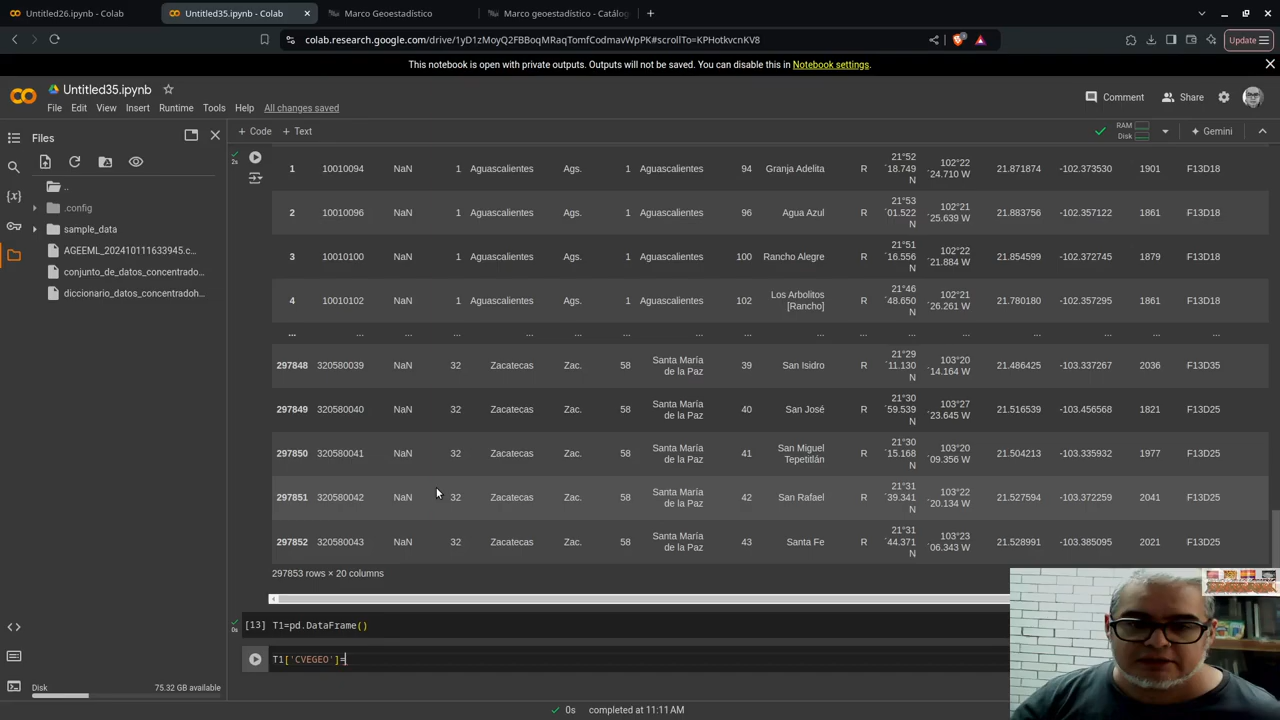 Untitled26.ipynb - Colab
Untitled35.ipynb - Colab
Marco Geoestadístico
Marco geoestadístico - Catálog
colab.research.google.com/drive/1yD1zMoyQ2FBBoqMRaqTomfCodmavWpPK#scrollTo=KPHotkvcnKV8
Update
This notebook is open with private outputs. Outputs will not be saved. You can disable this in Notebook settings.
Untitled35.ipynb
File Edit View Insert Runtime Tools Help All changes saved
Comment
Share
Files
+ Code + Text
RAM
Disk
Gemini
..
.config
sample_data
AGEEML_202410111633945.c...
conjunto_de_datos_concentrado...
diccionario_datos_concentradoh...
2s
1 10010094 NaN 1 Aguascalientes Ags. 1 Aguascalientes 94 Granja Adelita R 21°52´18.749 N 102°22´24.710 W 21.871874 -102.373530 1901 F13D18
2 10010096 NaN 1 Aguascalientes Ags. 1 Aguascalientes 96 Agua Azul R 21°53´01.522 N 102°21´25.639 W 21.883756 -102.357122 1861 F13D18
3 10010100 NaN 1 Aguascalientes Ags. 1 Aguascalientes 100 Rancho Alegre R 21°51´16.556 N 102°22´21.884 W 21.854599 -102.372745 1879 F13D18
4 10010102 NaN 1 Aguascalientes Ags. 1 Aguascalientes 102 Los Arbolitos [Rancho] R 21°46´48.650 N 102°21´26.261 W 21.780180 -102.357295 1861 F13D18
... ... ... ... ... ... ... ... ... ... ... ... ... ... ... ... ...
297848 320580039 NaN 32 Zacatecas Zac. 58 Santa María de la Paz 39 San Isidro R 21°29´11.130 N 103°20´14.164 W 21.486425 -103.337267 2036 F13D35
297849 320580040 NaN 32 Zacatecas Zac. 58 Santa María de la Paz 40 San José R 21°30´59.539 N 103°27´23.645 W 21.516539 -103.456568 1821 F13D25
297850 320580041 NaN 32 Zacatecas Zac. 58 Santa María de la Paz 41 San Miguel Tepetitlán R 21°30´15.168 N 103°20´09.356 W 21.504213 -103.335932 1977 F13D25
297851 320580042 NaN 32 Zacatecas Zac. 58 Santa María de la Paz 42 San Rafael R 21°31´39.341 N 103°22´20.134 W 21.527594 -103.372259 2041 F13D25
297852 320580043 NaN 32 Zacatecas Zac. 58 Santa María de la Paz 43 Santa Fe R 21°31´44.371 N 103°23´06.343 W 21.528991 -103.385095 2021 F13D25
297853 rows × 20 columns
0s
[13] T1=pd.DataFrame()
T1['CVEGEO']=
Disk
75.32 GB available
0s completed at 11:11 AM